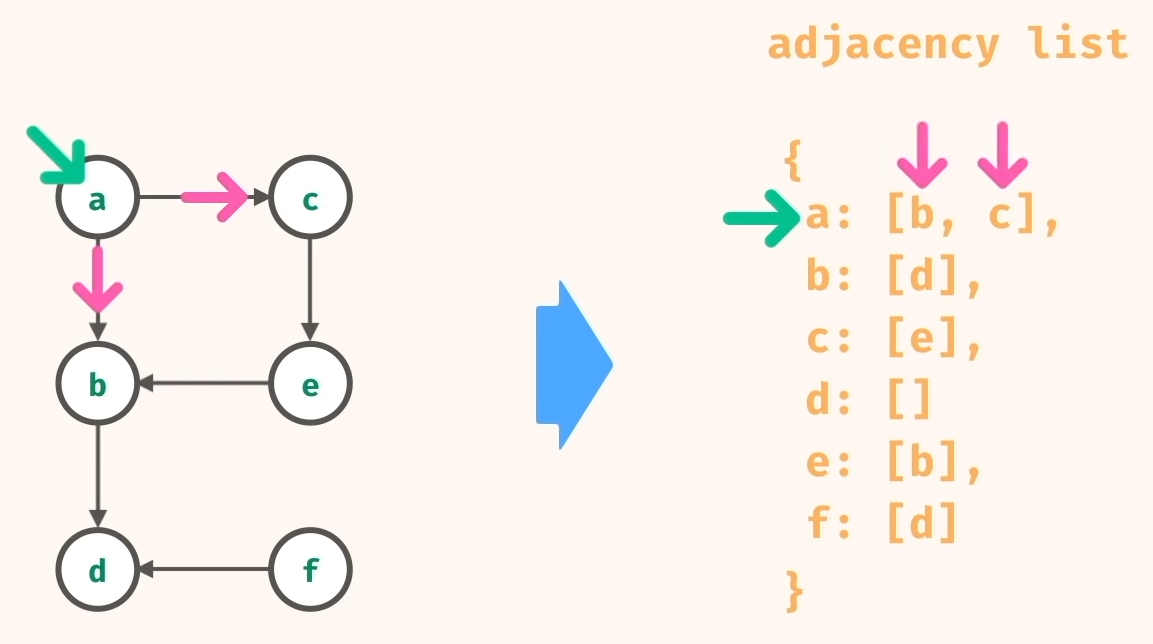 adjacency list
a
c
b
e
d
f
{
a: [b, c],
b: [d],
c: [e],
d: []
e: [b],
f: [d]
}